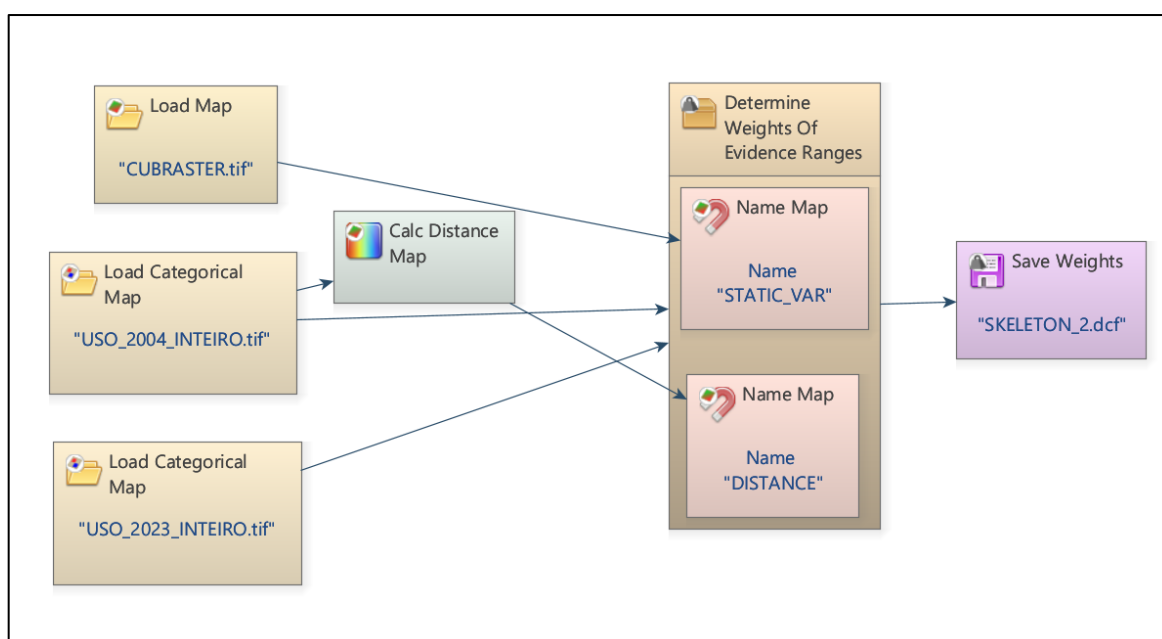 Load Map
"CUBRASTER.tif"
Load Categorical
Map
"USO_2004_INTEIRO.tif"
Load Categorical
Map
"USO_2023_INTEIRO.tif"
Calc Distance
Map
Determine
Weights Of
Evidence Ranges
Name Map
Name
"STATIC_VAR"
Name Map
Name
"DISTANCE"
Save Weights
"SKELETON_2.dcf"